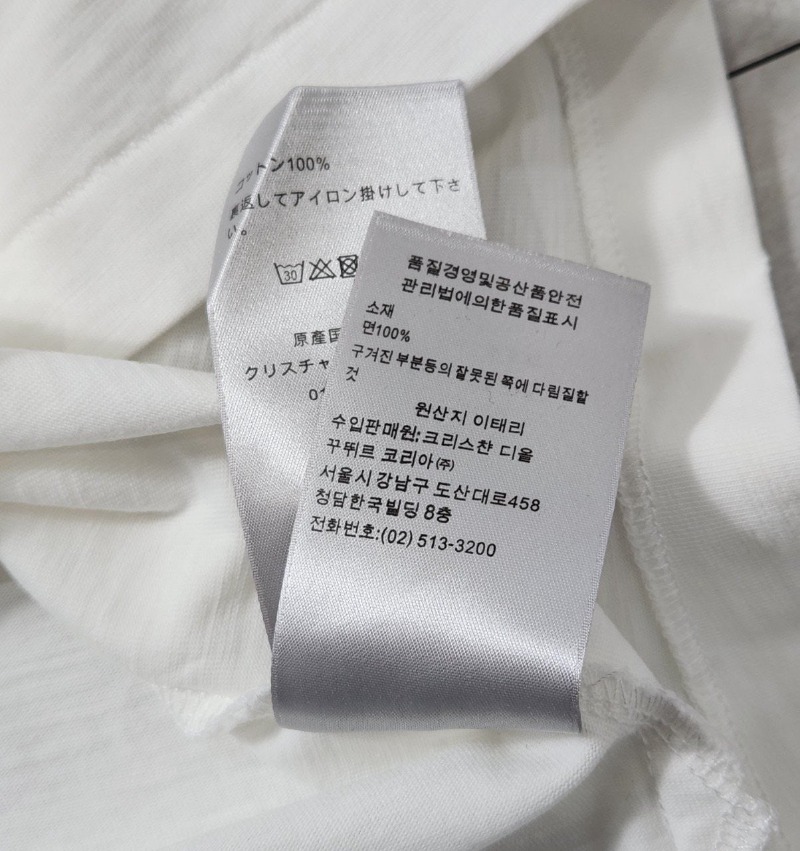 コットン100%
裏返してアイロン掛けして下さ
い。
30
原産国
クリスチャ
品질경영및공산품안전
관리법에의한품질표시
소재
면100%
구겨진 부분등의 잘못된 쪽에 다림질할
것
원산지 이태리
수입판매원:크리스챤 디올
꾸뛰르 코리아㈜
서울시 강남구 도산대로458
청담한국빌딩 8층
전화번호:(02) 513-3200